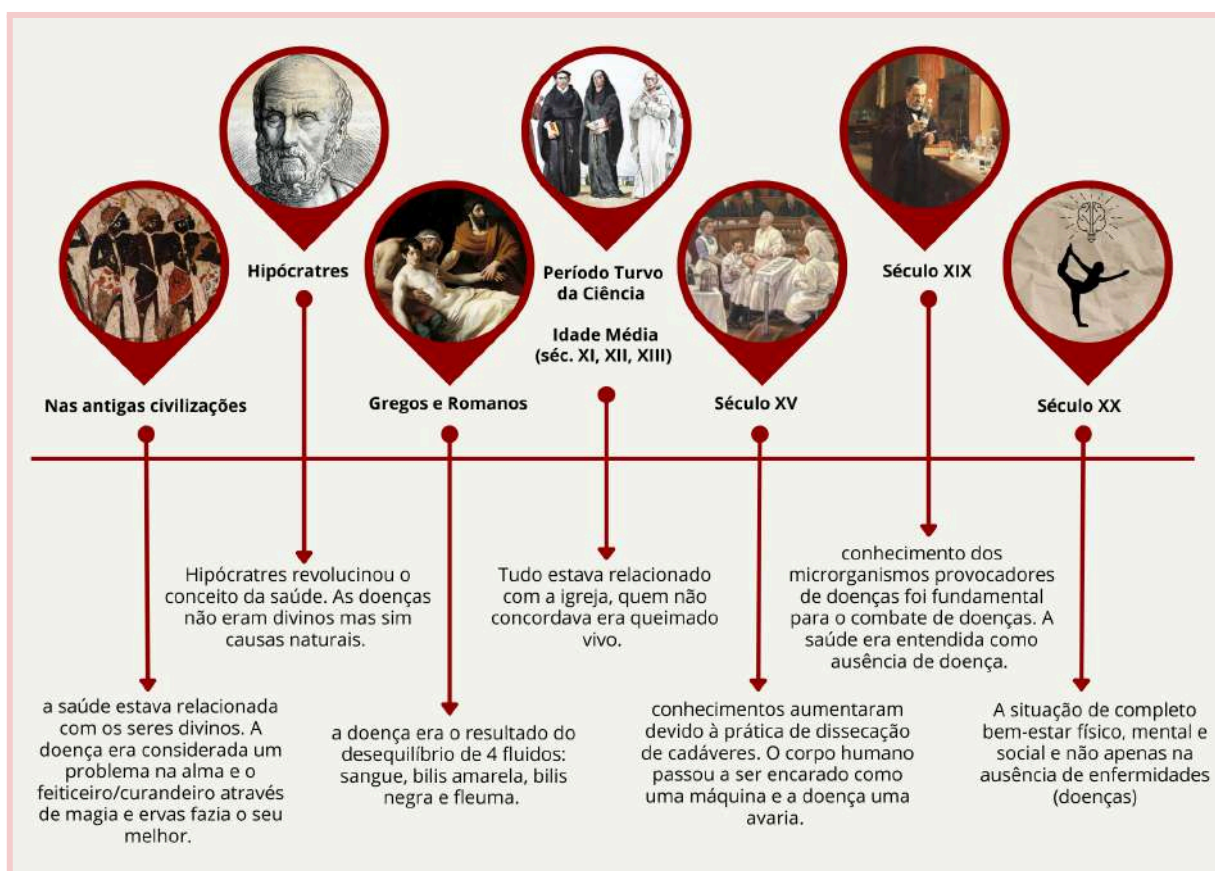 Nas antigas civilizações
a saúde estava relacionada
com os seres divinos. A
doença era considerada um
problema na alma e o
feiticeiro/curandeiro através
de magia e ervas fazia o seu
melhor.
Hipócratres
Hipócratres revolucinou o
conceito da saúde. As doenças
não eram divinos mas sim
causas naturais.
Gregos e Romanos
a doença era o resultado do
desequilíbrio de 4 fluidos:
sangue, bilis amarela, bilis
negra e fleuma.
Período Turvo
da Ciência
Idade Média
(séc. XI, XII, XIII)
Tudo estava relacionado
com a igreja, quem não
concordava era queimado
vivo.
Século XV
conhecimentos aumentaram
devido à prática de dissecação
de cadáveres. O corpo humano
passou a ser encarado como
uma máquina e a doença uma
avaria.
Século XIX
conhecimento dos
microrganismos provocadores
de doenças foi fundamental
para o combate de doenças. A
saúde era entendida como
ausência de doença.
Século XX
A situação de completo
bem-estar físico, mental e
social e não apenas na
ausência de enfermidades
(doenças)